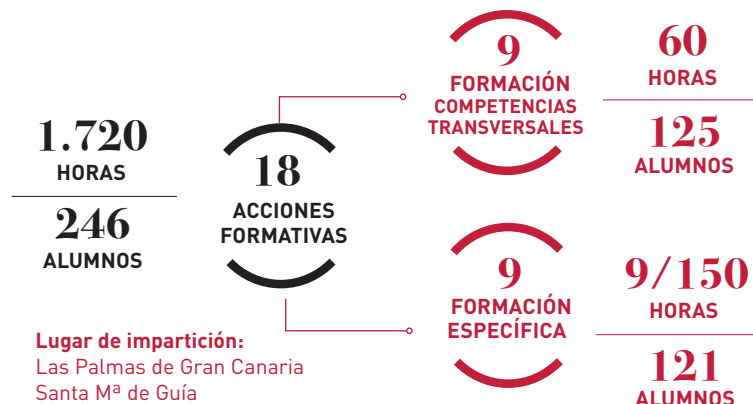 1.720
HORAS
246
ALUMNOS
18
ACCIONES
FORMATIVAS
9
FORMACIÓN
COMPETENCIAS
TRANSVERSALES
60
HORAS
125
ALUMNOS
9
FORMACIÓN
ESPECÍFICA
9/150
HORAS
121
ALUMNOS
Lugar de impartición:
Las Palmas de Gran Canaria
Santa Mª de Guía